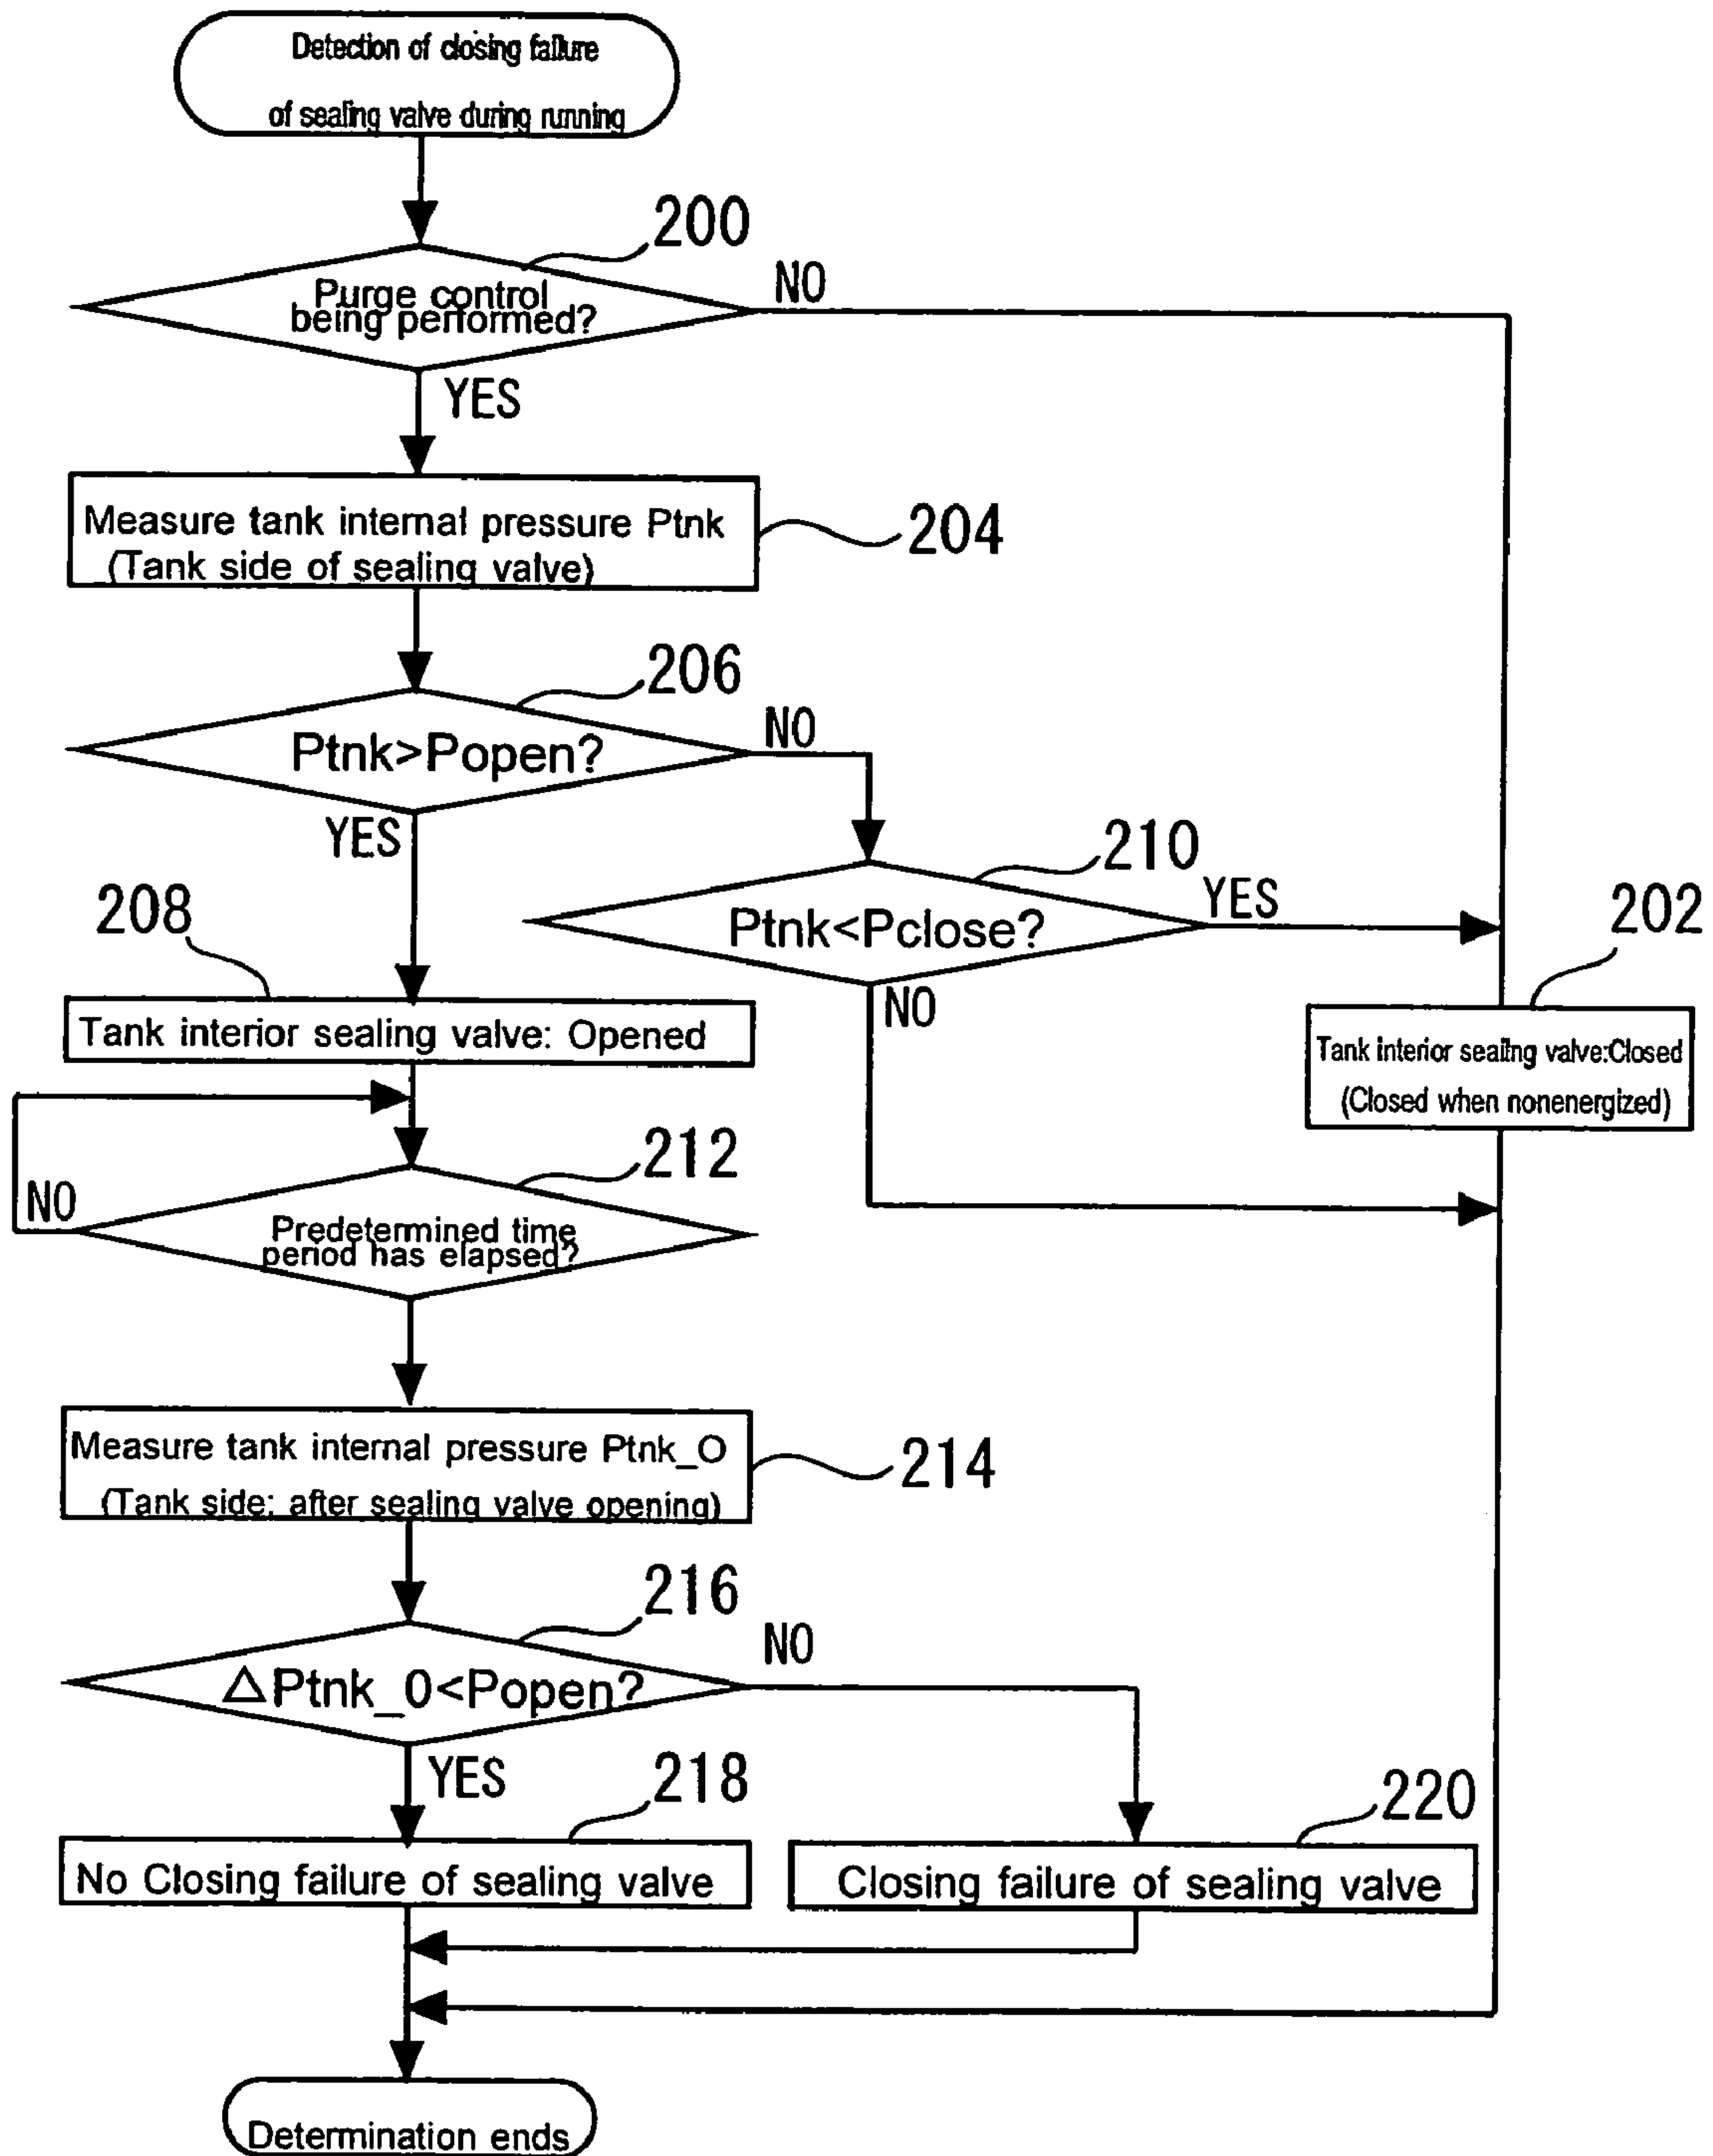 Detection of closing failure
of sealing valve during running
200
Purge control
being performed?
NO
YES
Measure tank internal pressure Ptnk
(Tank side of sealing valve)
204
206
Ptnk>Popen?
NO
YES
210
Ptnk<Pclose?
YES
NO
208
Tank interior sealing valve: Opened
202
Tank interior sealing valve:Closed
(Closed when nonenergized)
212
NO
Predetermined time
period has elapsed?
Measure tank internal pressure Ptnk_O
(Tank side; after sealing valve opening)
214
216
△Ptnk_0<Popen?
NO
YES
218
No Closing failure of sealing valve
220
Closing failure of sealing valve
Determination ends